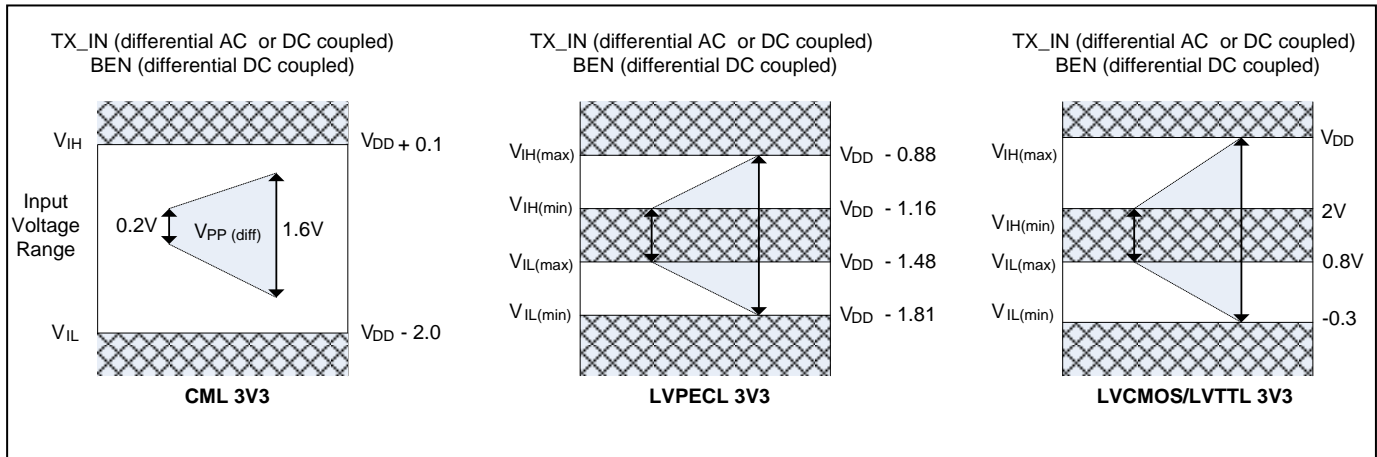 TX_IN (differential AC or DC coupled)
BEN (differential DC coupled)
VIH
VDD + 0.1
Input
Voltage
Range
0.2V
VPP (diff)
1.6V
VIL
VDD - 2.0
CML 3V3
TX_IN (differential AC or DC coupled)
BEN (differential DC coupled)
VIH(max)
VDD - 0.88
VIH(min)
VDD - 1.16
VIL(max)
VDD - 1.48
VIL(min)
VDD - 1.81
LVPECL 3V3
TX_IN (differential AC or DC coupled)
BEN (differential DC coupled)
VIH(max)
VDD
VIH(min)
2V
VIL(max)
0.8V
VIL(min)
-0.3
LVCMOS/LVTTL 3V3